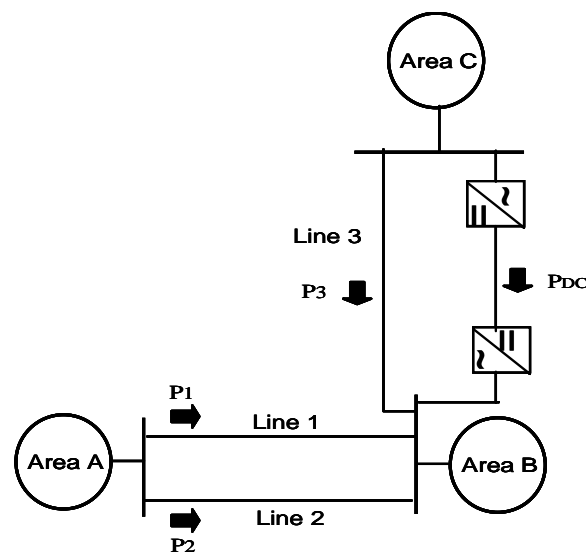 Area C
Line 3
P3
PDC
P1
Line 1
Area A
Area B
Line 2
P2